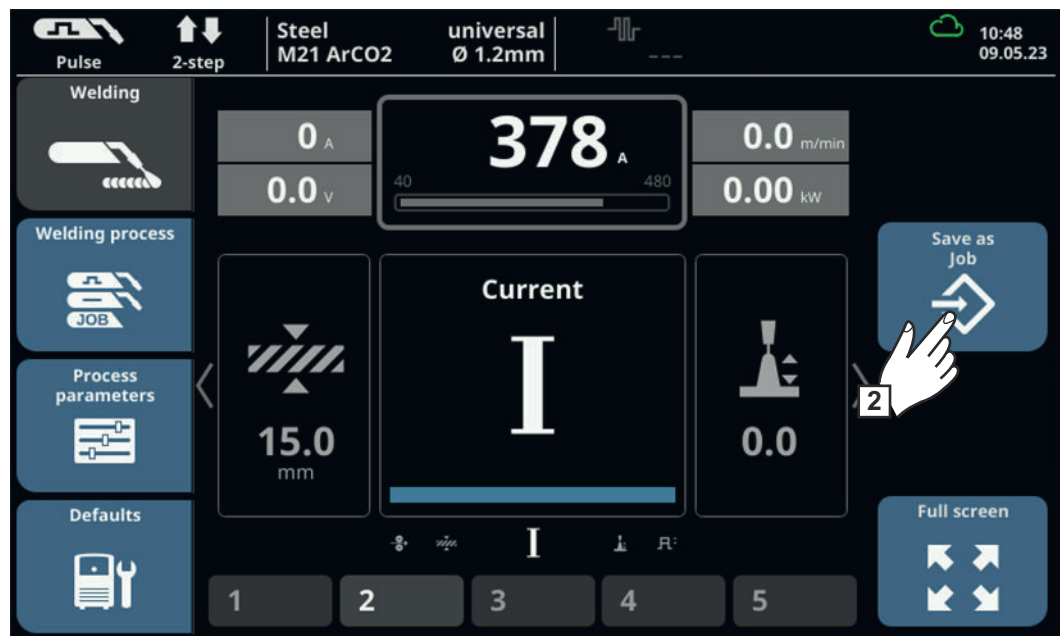 Pulse
2-step
Steel
M21 ArCO2
universal
Ø 1.2mm
---
10:48
09.05.23
Welding
Welding process
JOB
Process
parameters
Defaults
0 A
0.0 V
378 A
40
480
0.0 m/min
0.00 kW
15.0
mm
Current
I
0.0
I
1
2
3
4
5
Save as
Job
2
Full screen